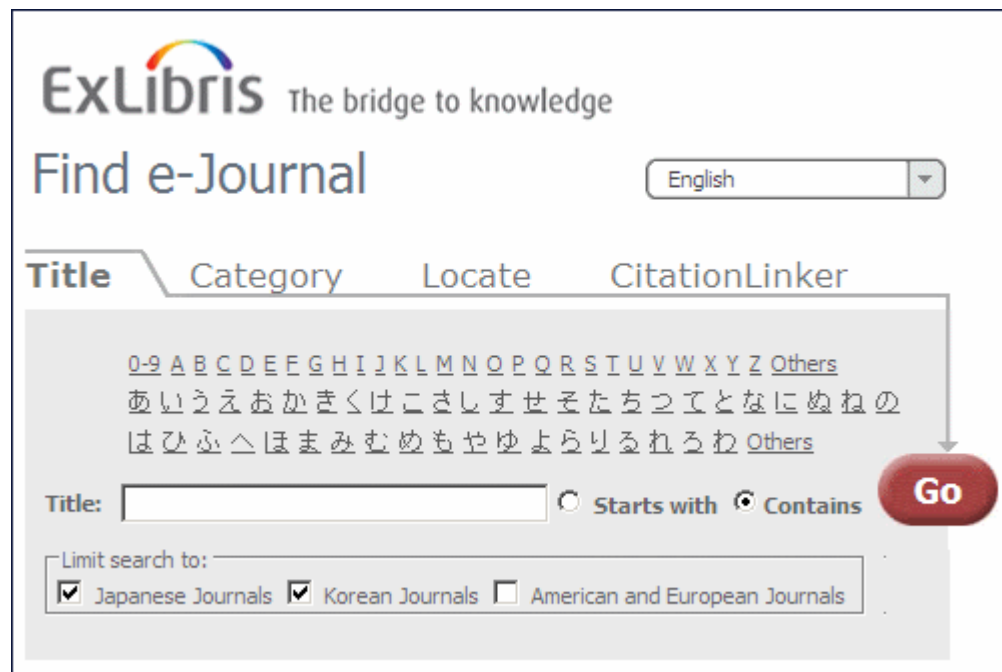 ExLibris The bridge to knowledge
Find e-Journal English
Title Category Locate CitationLinker
0-9 A B C D E F G H I J K L M N O P Q R S T U V W X Y Z Others
あ い う え お か き く け こ さ し す せ そ た ち つ て と な に ぬ ね の
は ひ ふ へ ほ ま み む め も や ゆ よ ら り る れ ろ わ Others
Go
Title: Starts with Contains
Limit search to:
Japanese Journals Korean Journals American and European Journals